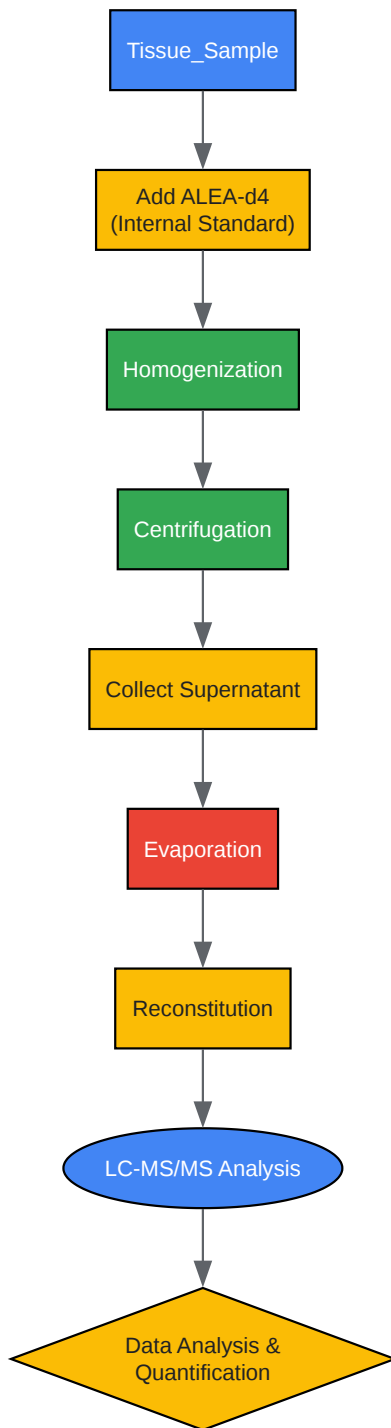 Tissue_Sample
Add ALEA-d4
(Internal Standard)
Homogenization
Centrifugation
Collect Supernatant
Evaporation
Reconstitution
LC-MS/MS Analysis
Data Analysis &
Quantification